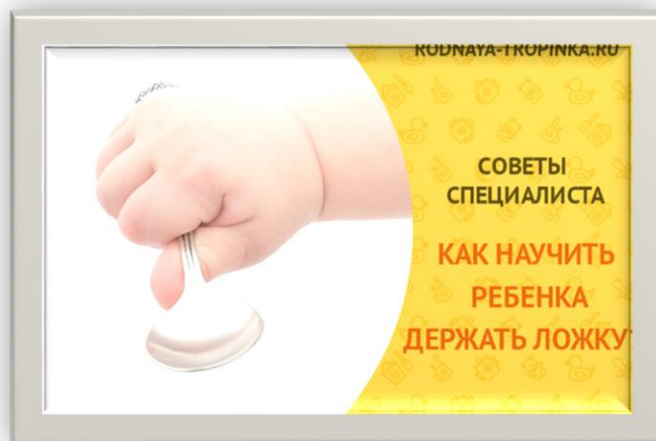 RODNAYA-TROPINKA.RU
СОВЕТЫ
СПЕЦИАЛИСТА
КАК НАУЧИТЬ
РЕБЕНКА
ДЕРЖАТЬ ЛОЖКУ